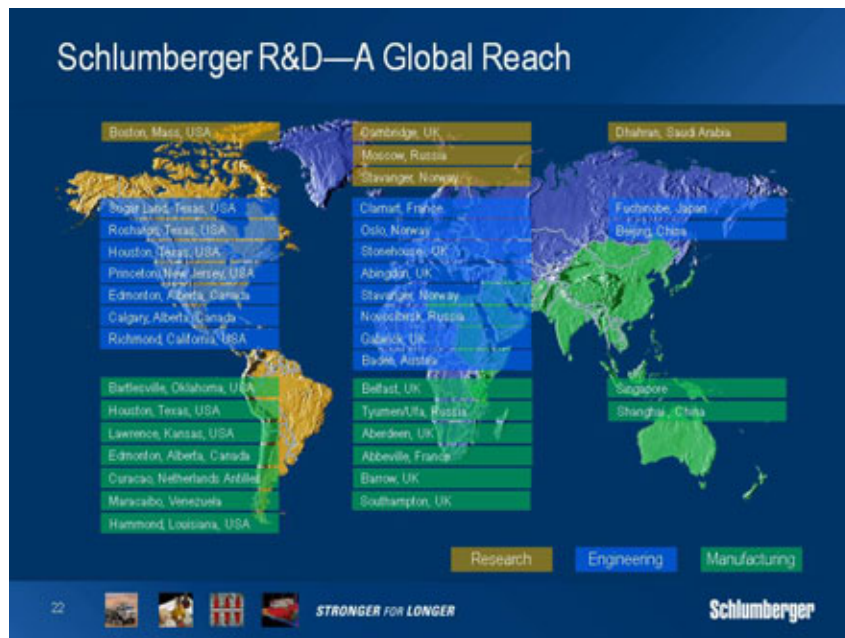 Schlumberger R&D—A Global Reach
Boston, Mass, USA
Cambridge, UK
Moscow, Russia
Stavanger, Norway
Dhahran, Saudi Arabia
Sugar Land, Texas, USA
Rosharon, Texas, USA
Houston, Texas, USA
Princeton, New Jersey, USA
Edmonton, Alberta, Canada
Calgary, Alberta, Canada
Richmond, California, USA
Clamart, France
Oslo, Norway
Stonehouse, UK
Abingdon, UK
Stavanger, Norway
Novosibirsk, Russia
UK
Baden, Austria
Fuchinobe, Japan
Beijing, China
Bartlesville, Oklahoma, USA
Houston, Texas, USA
Lawrence, Kansas, USA
Edmonton, Alberta, Canada
Curacao, Netherlands Antilles
Maracaibo, Venezuela
Hammond, Louisiana, USA
Belfast, UK
Tyumen/Ufa, Russia
Aberdeen, UK
Abbeville, France
Barrow, UK
Southampton, UK
Singapore
Shanghai, China
Research
Engineering
Manufacturing
22
STRONGER FOR LONGER
Schlumberger